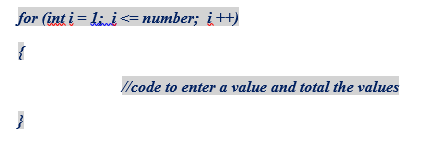 for (int i = 1; i <= number; i ++)
{
//code to enter a value and total the values
}